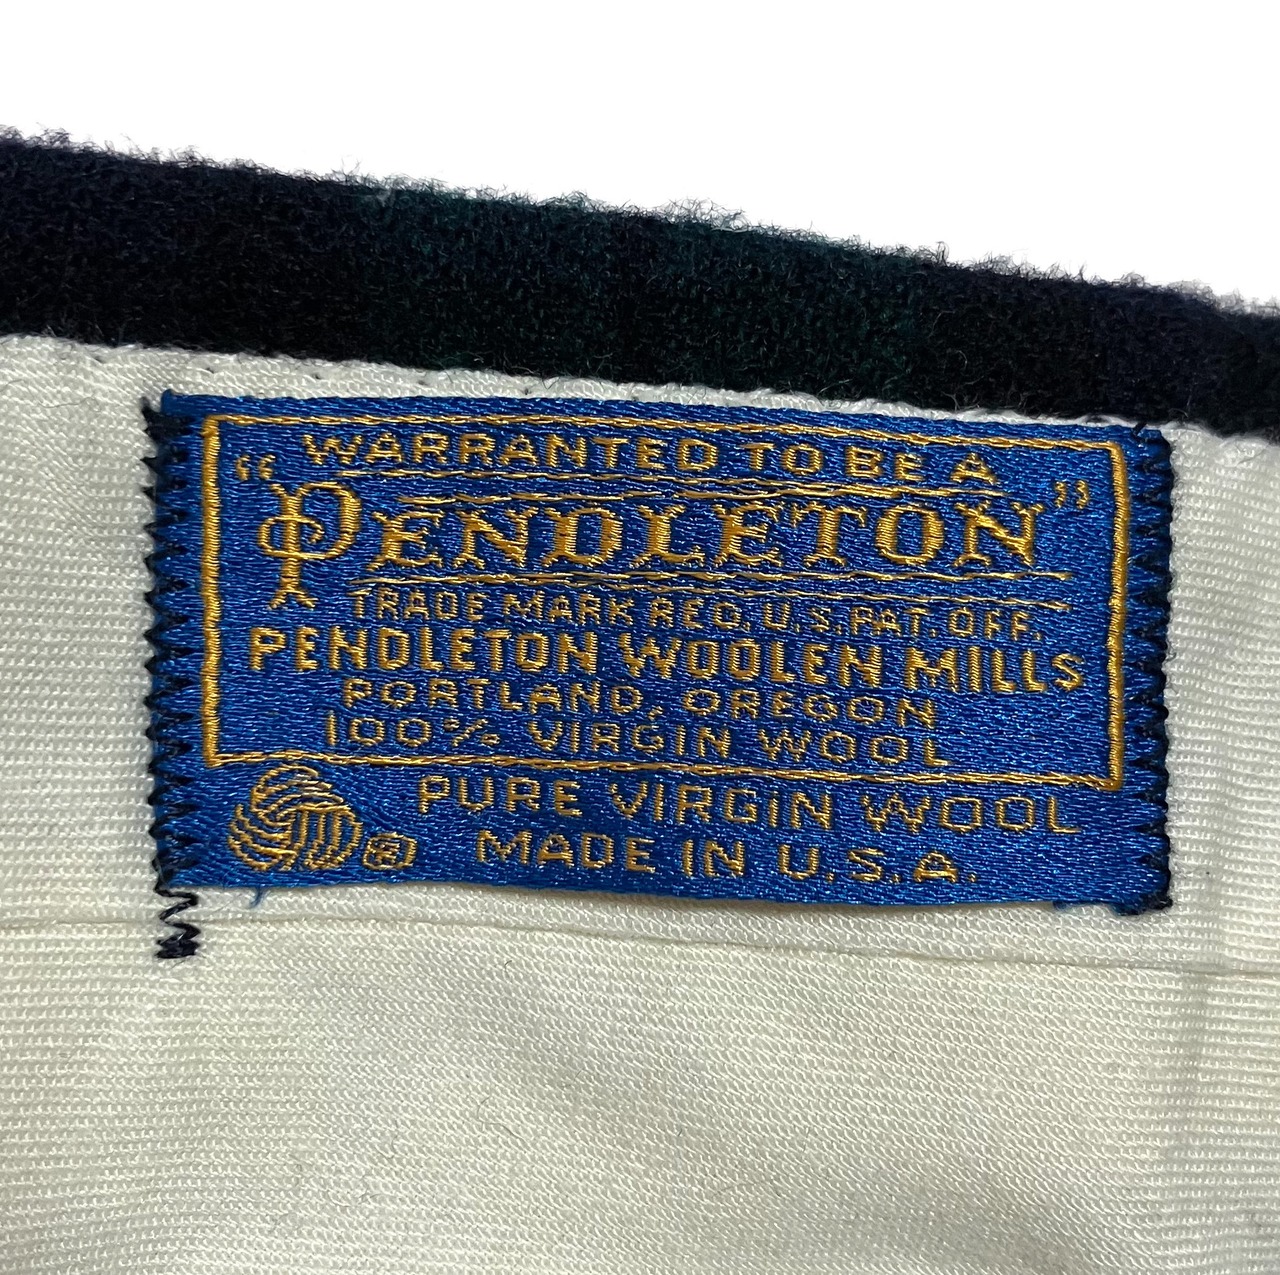 WARRANTED TO BE A
“PENDLETON”
TRADE MARK REG. U.S. PAT. OFF.
PENDLETON WOOLEN MILLS
PORTLAND, OREGON
100% VIRGIN WOOL
PURE VIRGIN WOOL
MADE IN U.S.A.